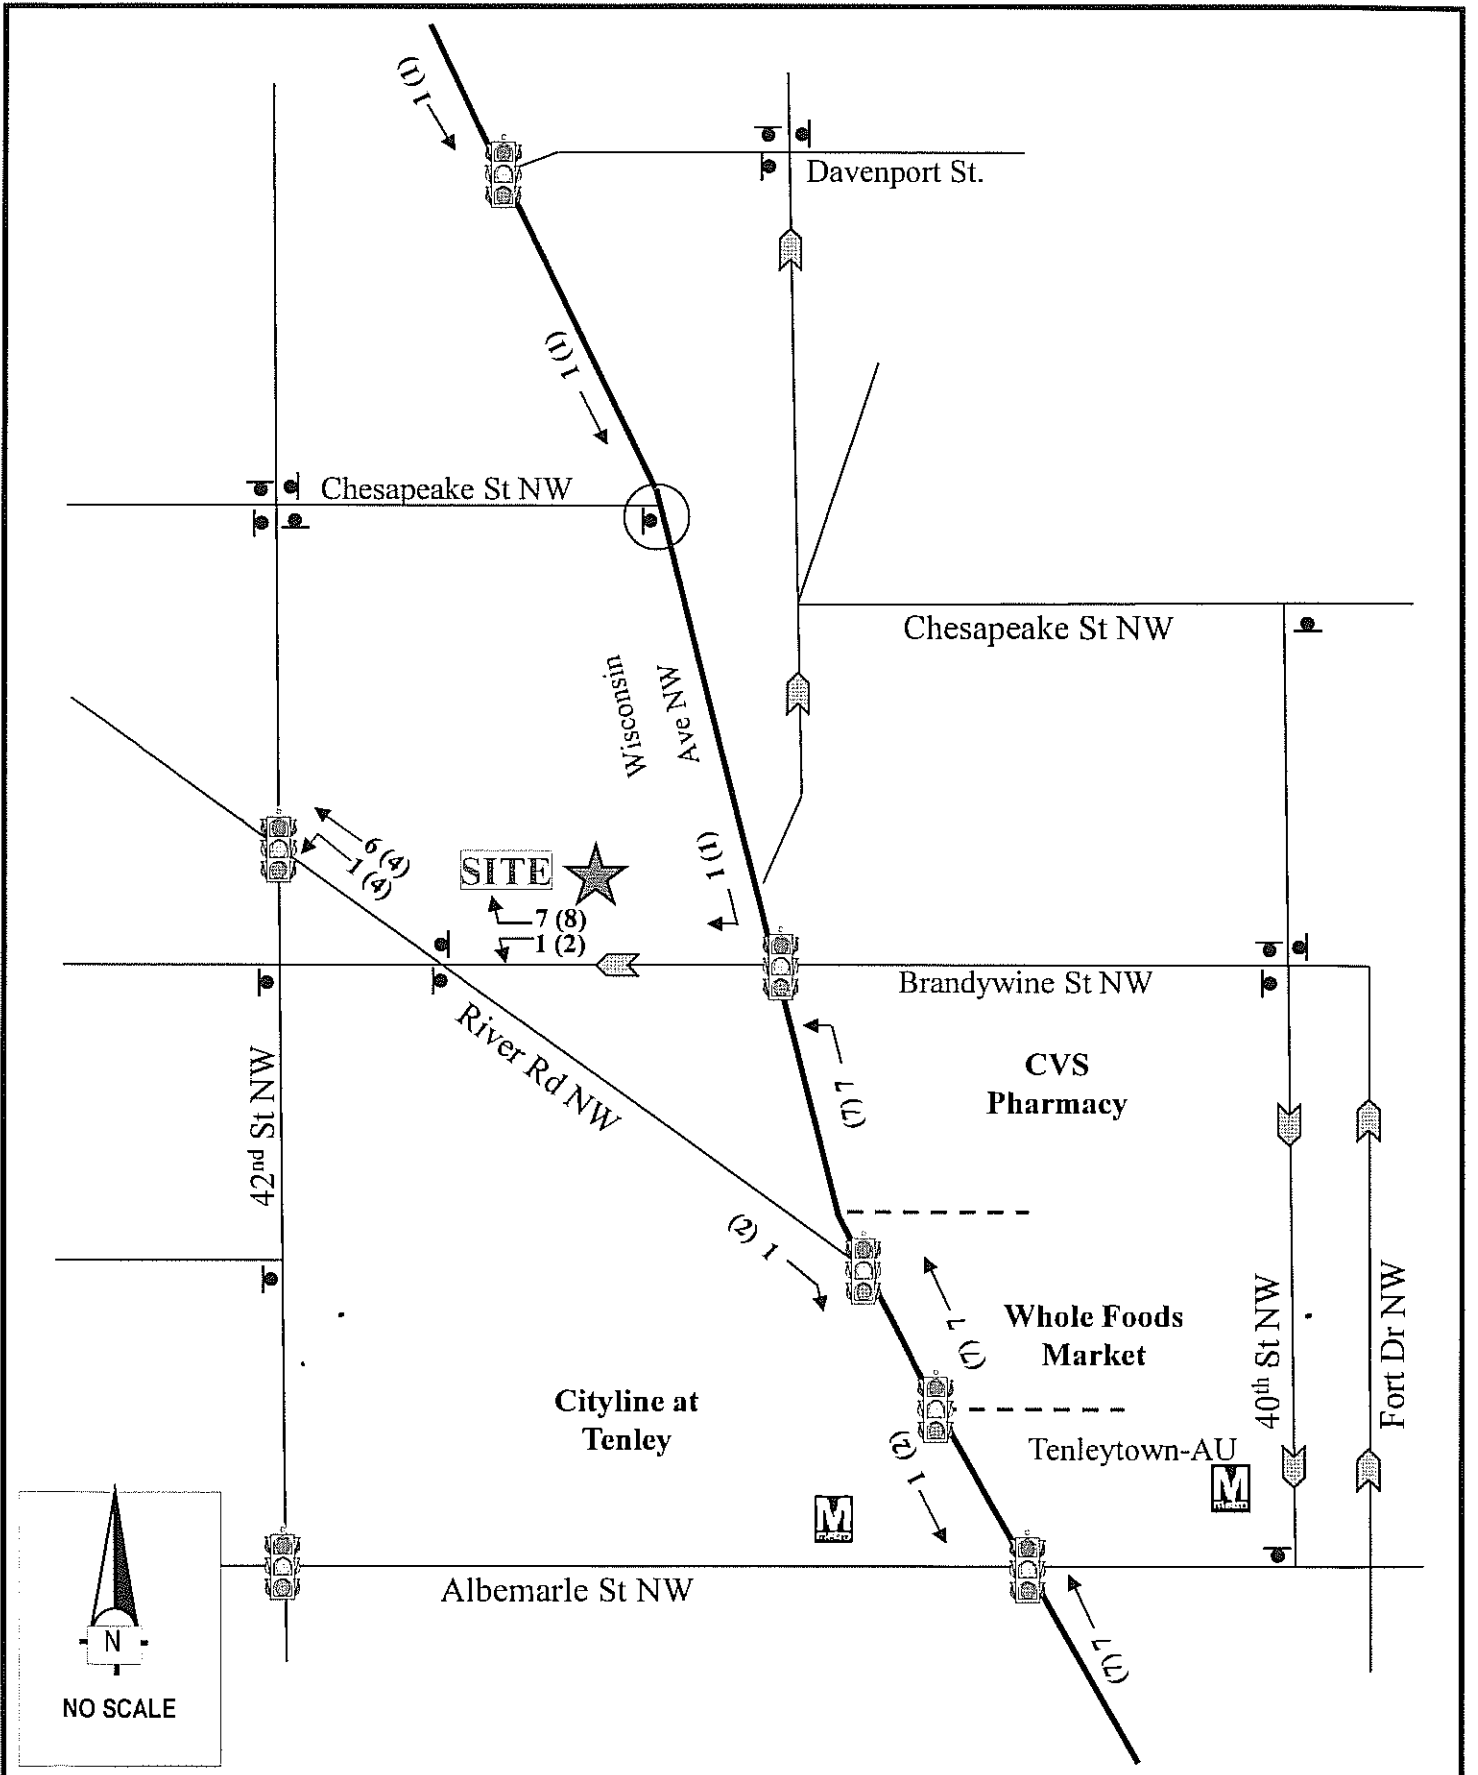 1 (1)
Davenport St.
1 (1)
Chesapeake St NW
Chesapeake St NW
Wisconsin
Ave NW
6 (4)
1 (4)
SITE
7 (8)
1 (2)
1 (1)
Brandywine St NW
River Rd NW
42nd St NW
7 (7)
CVS
Pharmacy
(2) 1
7 (7)
Whole Foods
Market
40th St NW
Fort Dr NW
Cityline at
Tenley
1 (2)
Tenleytown-AU
M
M
Albemarle St NW
7 (7)
N
NO SCALE